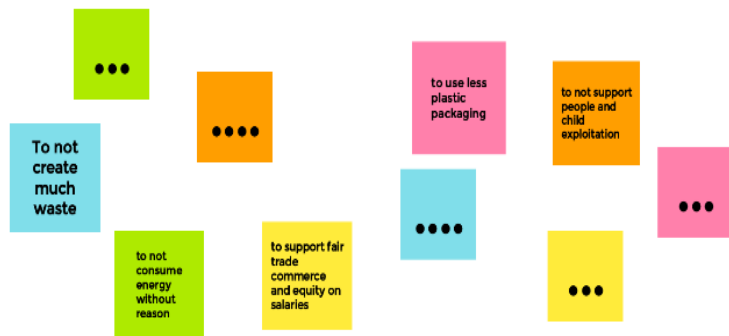 ...
....
To not
create
much
waste
to not
consume
energy
without
reason
to support fair
trade
commerce
and equity on
salaries
to use less
plastic
packaging
to not support
people and
child
exploitation
....
...
...